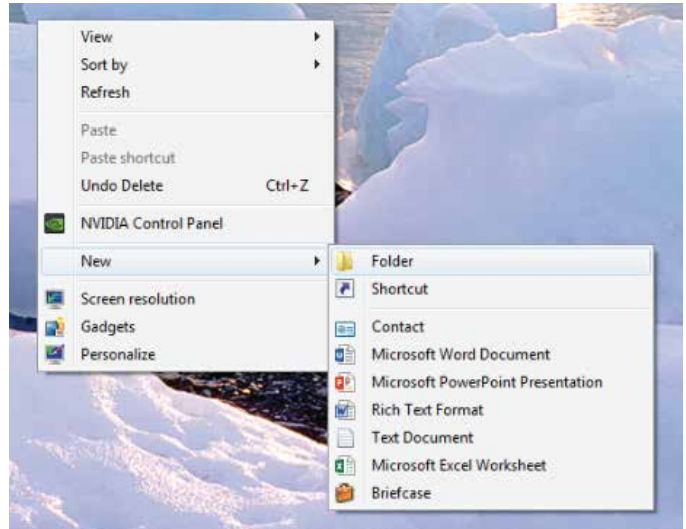 View
Sort by
Refresh
Paste
Paste shortcut
Undo Delete Ctrl+Z
NVIDIA Control Panel
New
Screen resolution
Gadgets
Personalize
Folder
Shortcut
Contact
Microsoft Word Document
Microsoft PowerPoint Presentation
Rich Text Format
Text Document
Microsoft Excel Worksheet
Briefcase